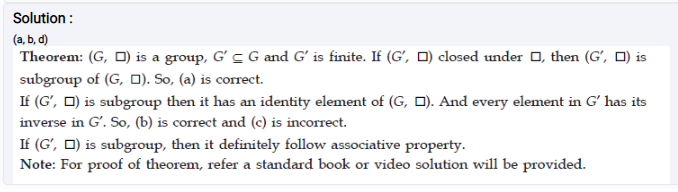 Solution :
(a, b, d)
Theorem: (G, □) is a group, G′ ⊆ G and G′ is finite. If (G′, □) closed under □, then (G′, □) is
subgroup of (G, □). So, (a) is correct.
If (G′, □) is subgroup then it has an identity element of (G, □). And every element in G′ has its
inverse in G′. So, (b) is correct and (c) is incorrect.
If (G′, □) is subgroup, then it definitely follow associative property.
Note: For proof of theorem, refer a standard book or video solution will be provided.